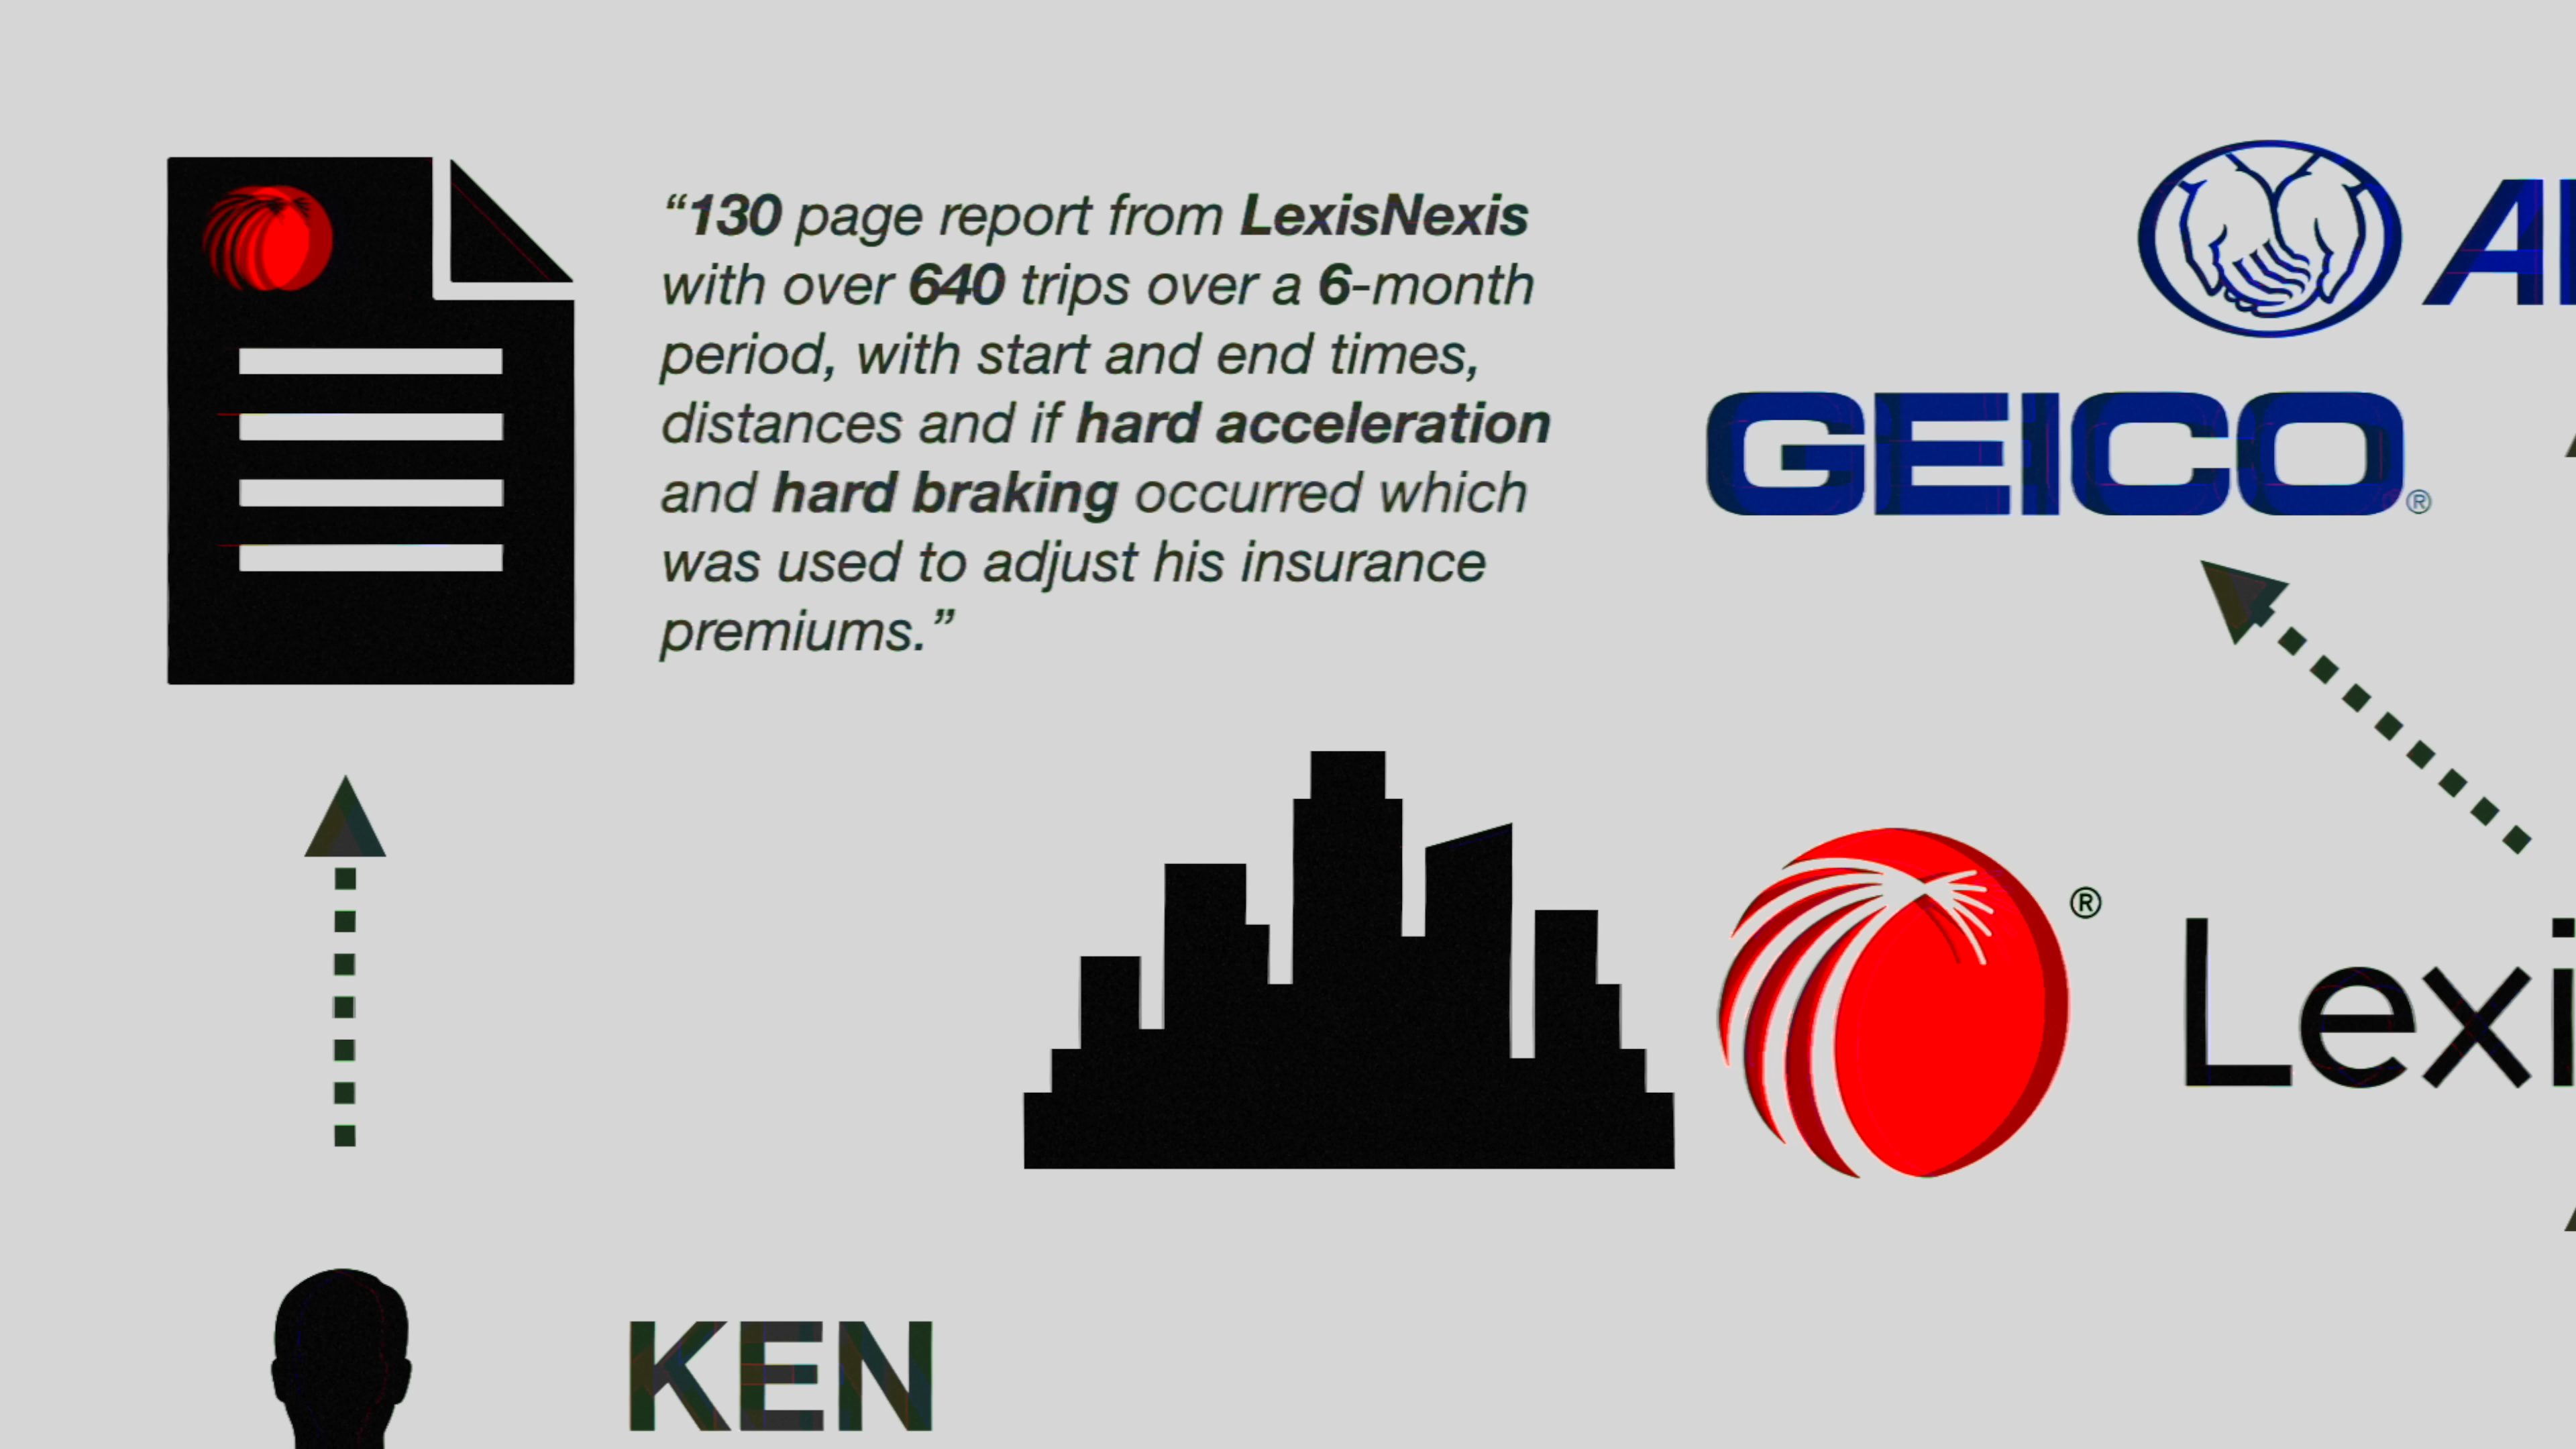 “130 page report from LexisNexis
with over 640 trips over a 6-month
period, with start and end times,
distances and if hard acceleration
and hard braking occurred which
was used to adjust his insurance
premiums.”
GEICO®
®
Lexi
KEN